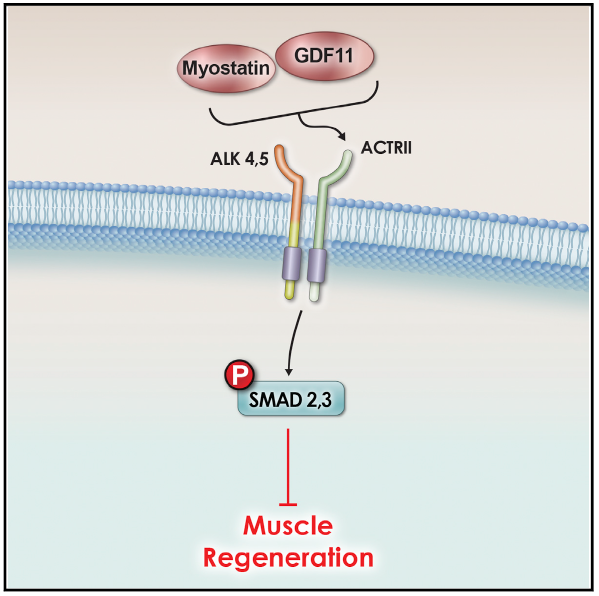 Myostatin
GDF11
ALK 4,5
ACTRII
P
SMAD 2,3
Muscle
Regeneration